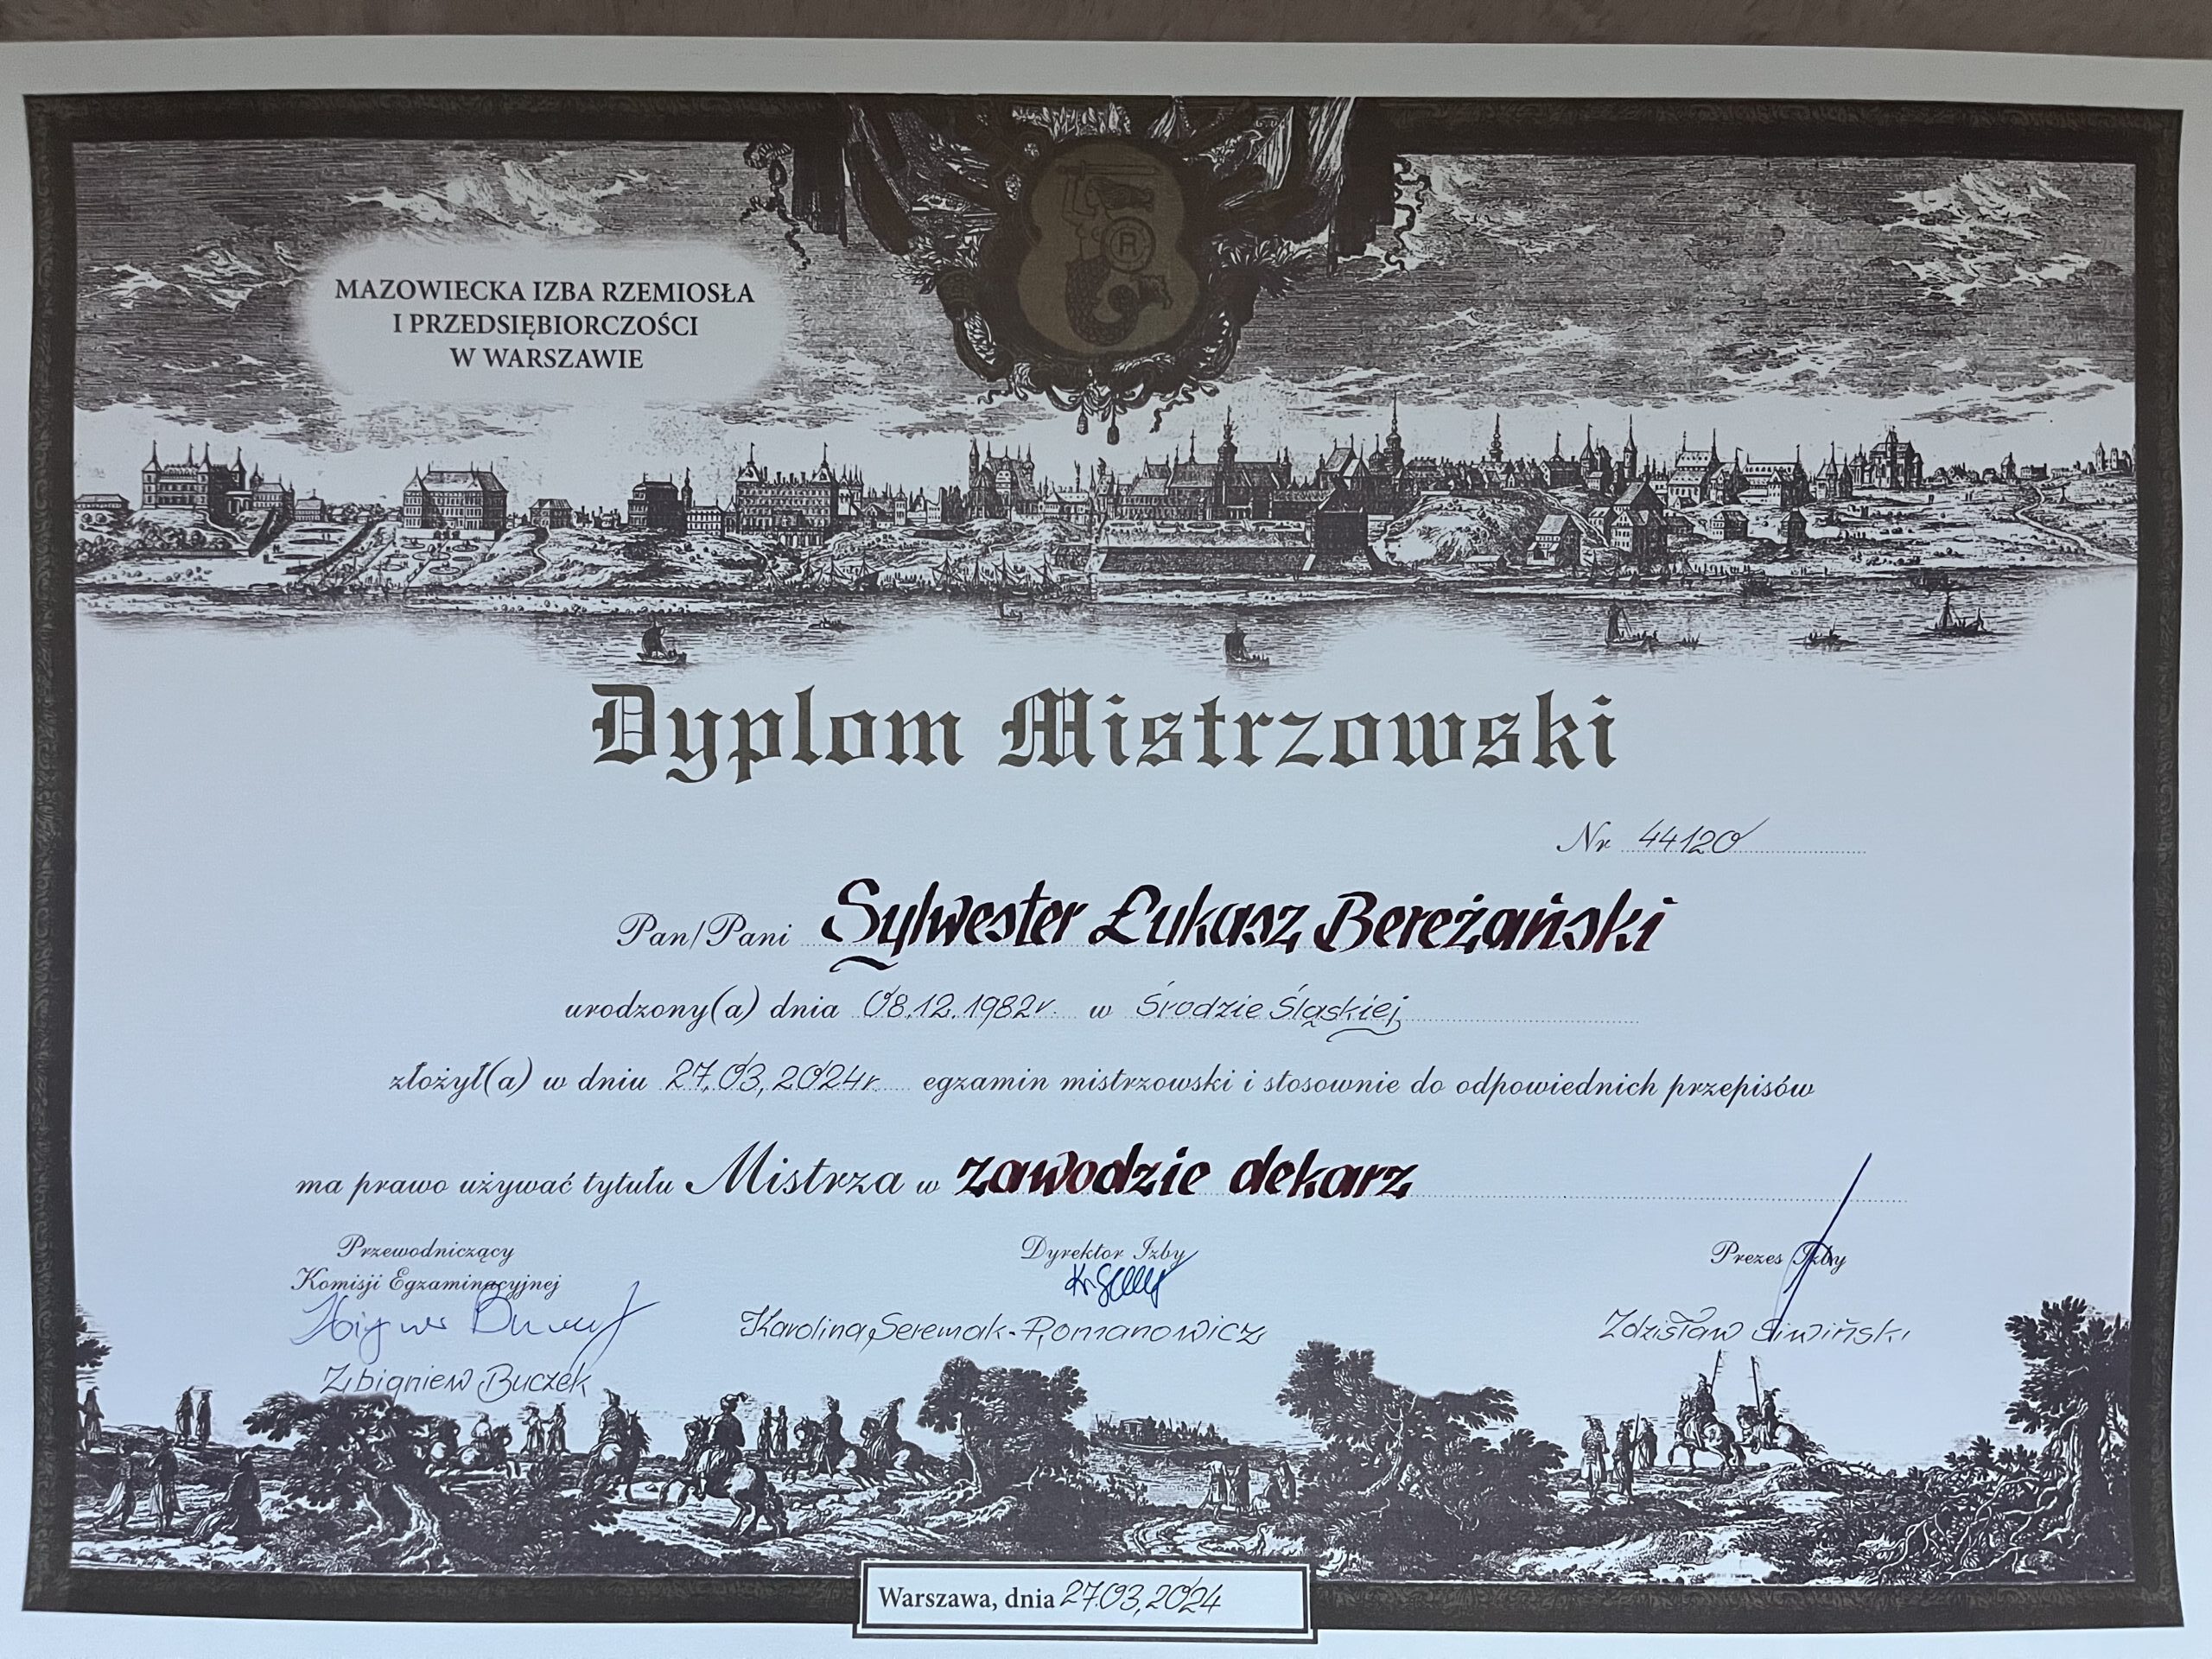 MAZOWIECKA IZBA RZEMIOSŁA
I PRZEDSIĘBIORCZOŚCI
W WARSZAWIE
R
Dyplom Mistrzowski
Nr 44120
Pan/Pani Sylwester Łukasz Bereżański
urodzony(a) dnia 08.12.1982r. w Środzie Śląskiej
złożył(a) w dniu 27.03.2024r. egzamin mistrzowski i stosownie do odpowiednich przepisów
ma prawo używać tytułu Mistrza w zawodzie dekarz
Przewodniczący
Komisji Egzaminacyjnej
Zbigniew Buczek
Dyrektor Izby
Karolina Seremak-Romanowicz
Prezes Izby
Zdzisław Siwiński
Warszawa, dnia 27.03.2024